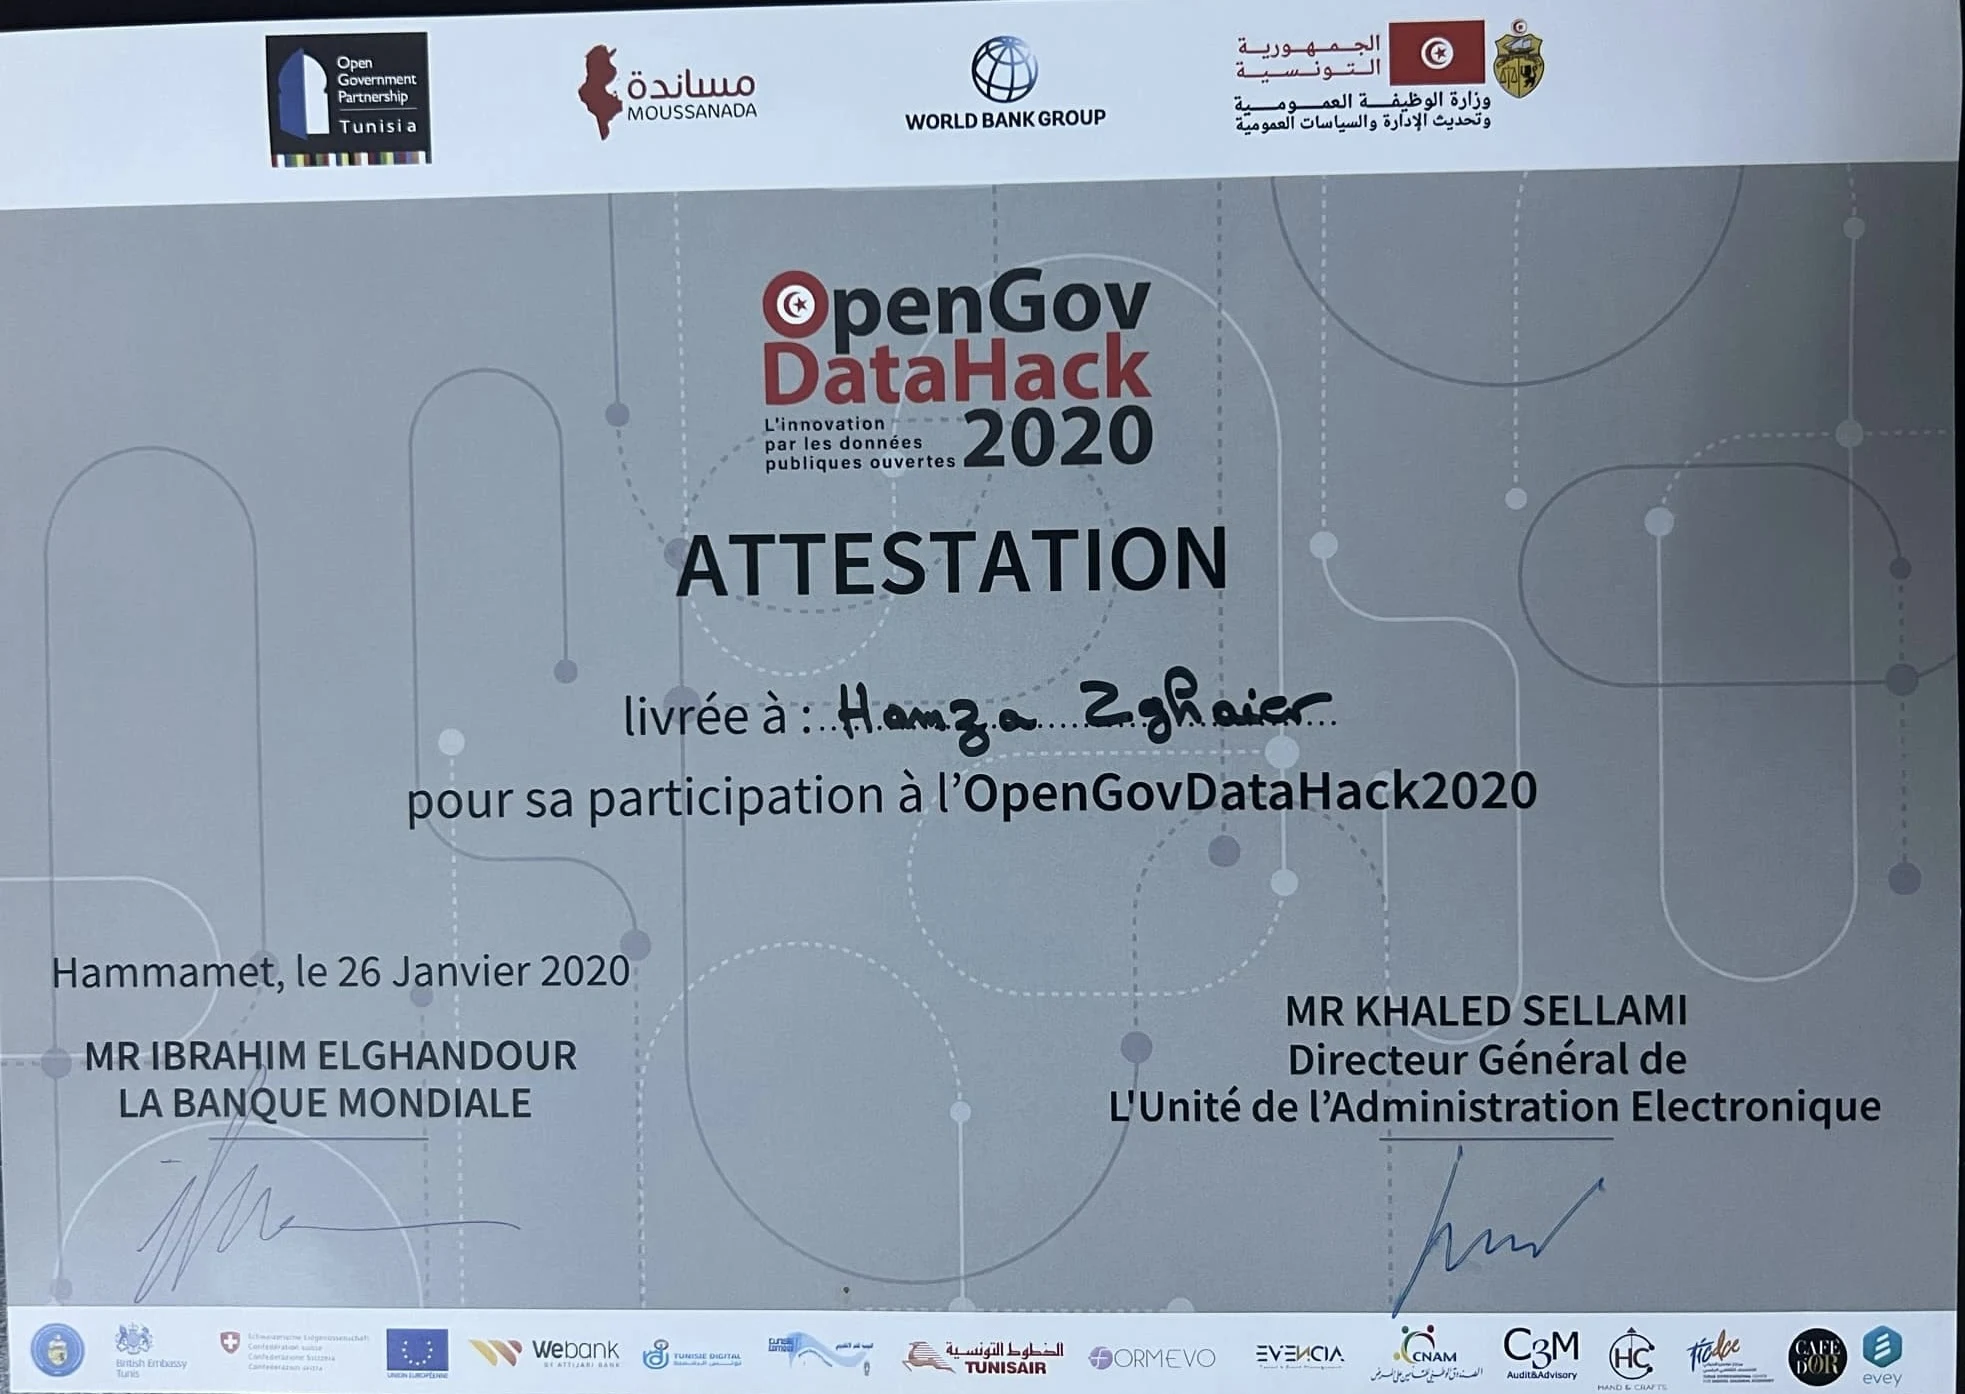 Open
Government
Partnership
Tunisia
مساندة
MOUSSANADA
WORLD BANK GROUP
الجمهورية
التونسية
وزارة الوظيفة العمومية
وتحديث الإدارة والسياسات العمومية
OpenGov
DataHack
L'innovation
par les données
publiques ouvertes
2020
ATTESTATION
livrée à : Hamza Zghaier
pour sa participation à l'OpenGovDataHack2020
Hammamet, le 26 Janvier 2020
MR IBRAHIM ELGHANDOUR
LA BANQUE MONDIALE
MR KHALED SELLAMI
Directeur Général de
L'Unité de l'Administration Electronique
British Embassy
Tunis
Schweizerische Eidgenossenschaft
Confédération suisse
Confederazione Svizzera
Confederaziun svizra
UNION EUROPÉENNE
Webank
BY ATTIJARI BANK
TUNISIE DIGITAL
الخطوط التونسية
TUNISAIR
FORMEVO
EVENCIA
CNAM
C3M
Audit&Advisory
HC
HAND & CRAFTS
CAFÉ
D'OR
evey